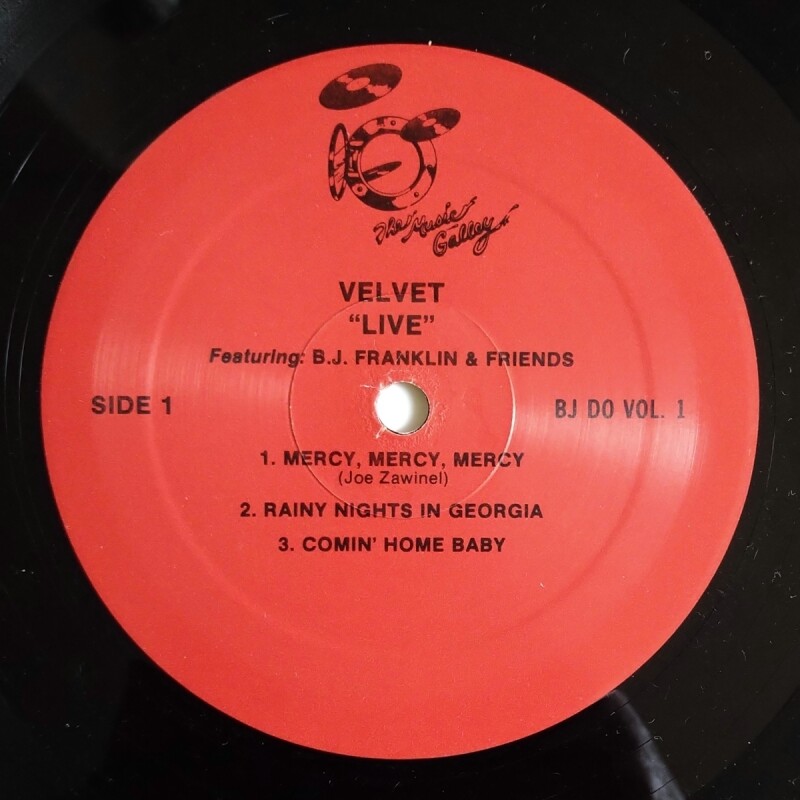 The Music
Galley
VELVET
“LIVE”
Featuring: B.J. FRANKLIN & FRIENDS
SIDE 1
BJ DO VOL. 1
1. MERCY, MERCY, MERCY
(Joe Zawinel)
2. RAINY NIGHTS IN GEORGIA
3. COMIN’ HOME BABY